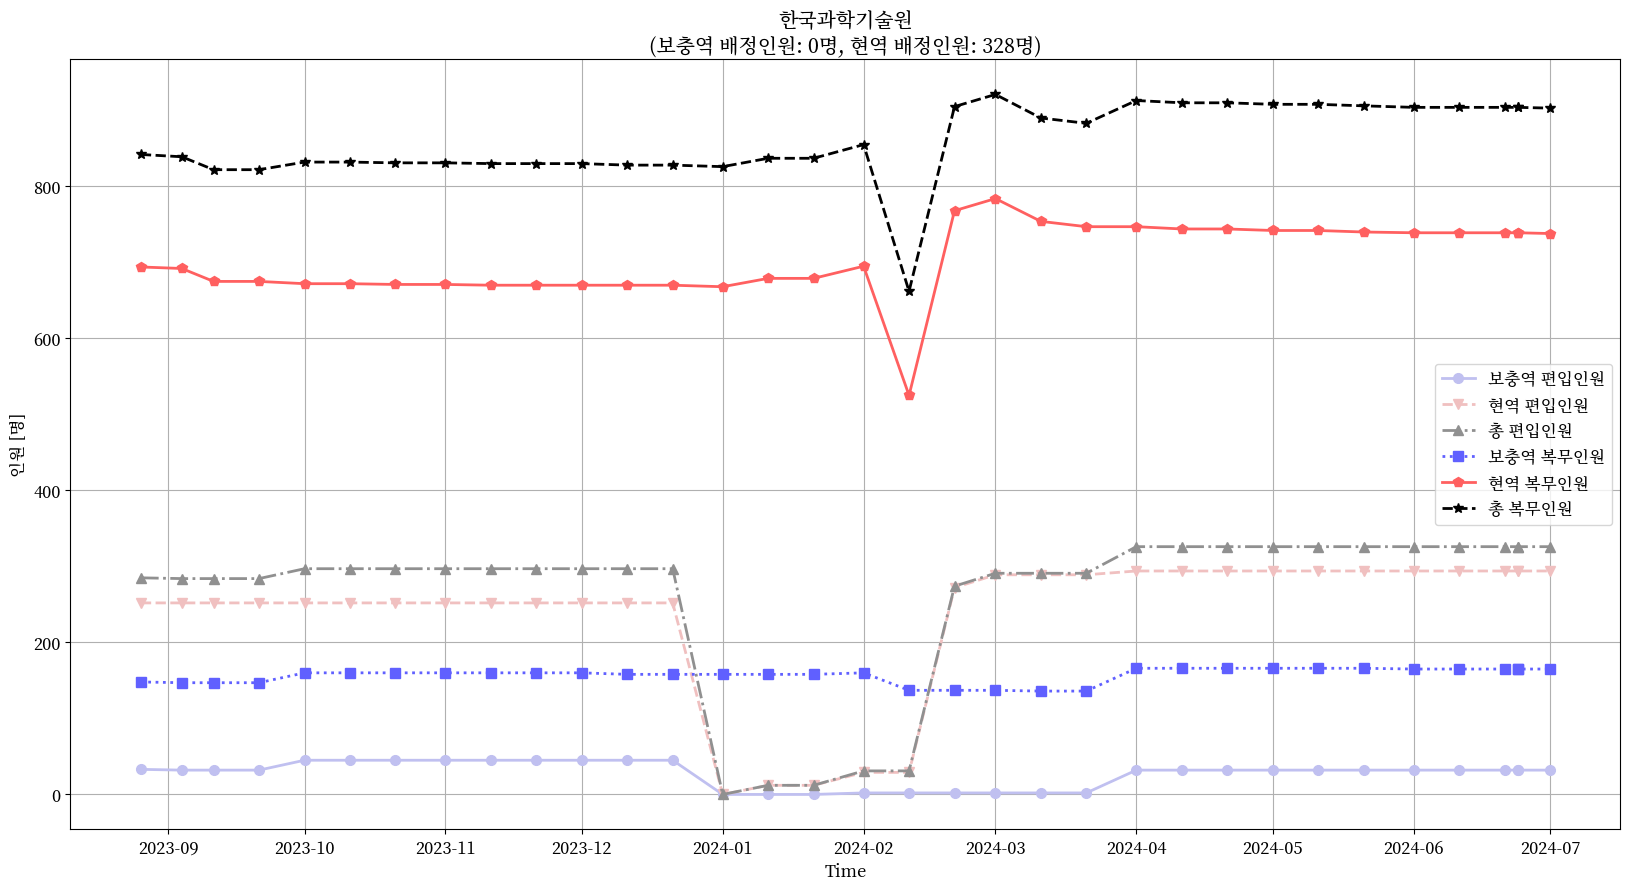 한국과학기술원
(보충역 배정인원: 0명, 현역 배정인원: 328명)
인원 [명]
800
600
400
200
0
보충역 편입인원
현역 편입인원
총 편입인원
보충역 복무인원
현역 복무인원
총 복무인원
2023-09 2023-10 2023-11 2023-12 2024-01 2024-02 2024-03 2024-04 2024-05 2024-06 2024-07
Time